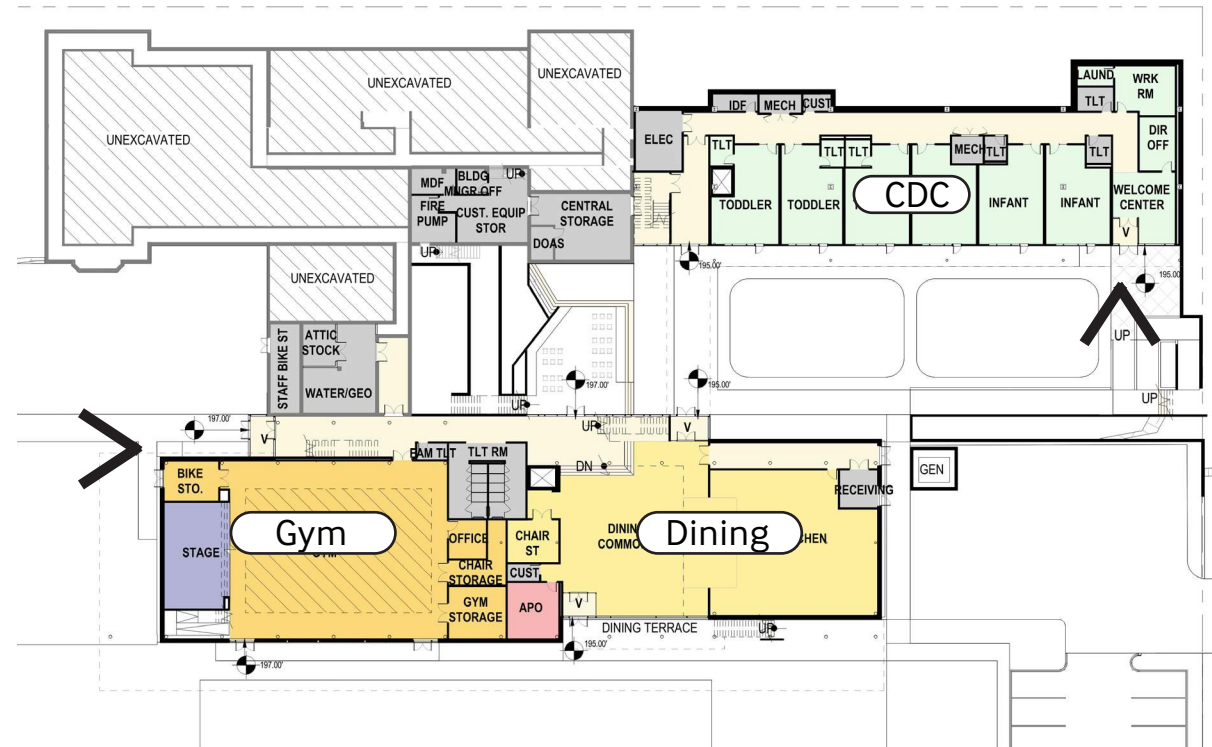 UNEXCAVATED
UNEXCAVATED
UNEXCAVATED
UNEXCAVATED
IDF
MECH
CUST
ELEC
LAUND
WRK
RM
TLT
TLT
TLT
TLT
MECH
TLT
TLT
DIR
OFF
TODDLER
TODDLER
CDC
INFANT
INFANT
WELCOME
CENTER
V
195.00'
195.00'
MDF
BLDG
MNGR OFF
UP
FIRE
PUMP
CUST. EQUIP
STOR
CENTRAL
STORAGE
DOAS
UP
STAFF BIKE ST
ATTIC
STOCK
WATER/GEO
197.00'
195.00'
UP
UP
UP
197.00'
V
UP
V
FAM TLT
TLT RM
DN
BIKE
STO.
STAGE
Gym
OFFICE
CHAIR
STORAGE
GYM
STORAGE
CHAIR
ST
CUST
APO
V
Dining
RECEIVING
GEN
DINING TERRACE
UP
195.00'
197.00'